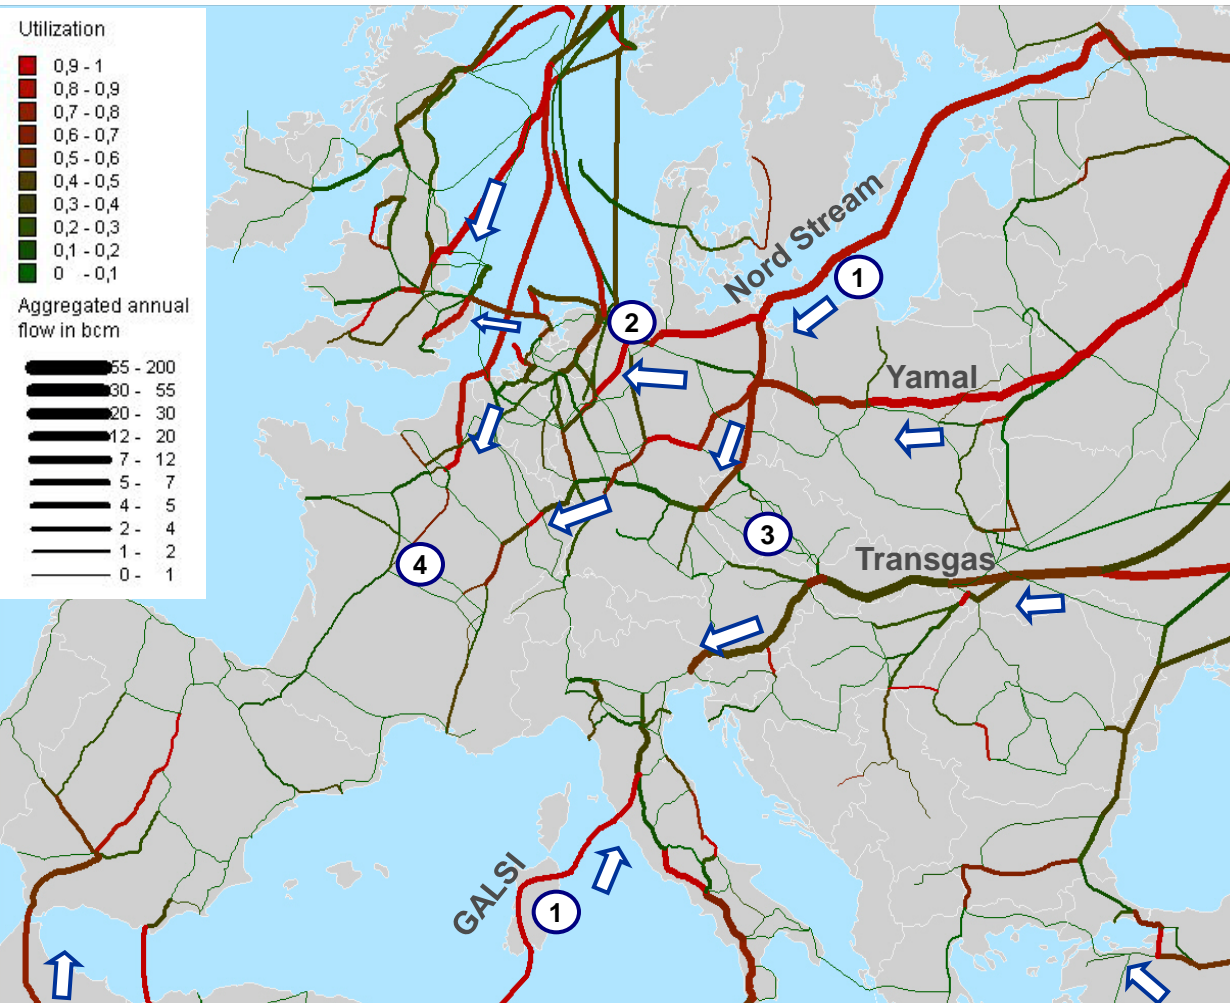 Utilization
0,9 - 1
0,8 - 0,9
0,7 - 0,8
0,6 - 0,7
0,5 - 0,6
0,4 - 0,5
0,3 - 0,4
0,2 - 0,3
0,1 - 0,2
0 - 0,1
Aggregated annual
flow in bcm
55 - 200
30 - 55
20 - 30
12 - 20
7 - 12
5 - 7
4 - 5
2 - 4
1 - 2
0 - 1
Nord Stream
1
2
Yamal
3
Transgas
4
GALSI
1